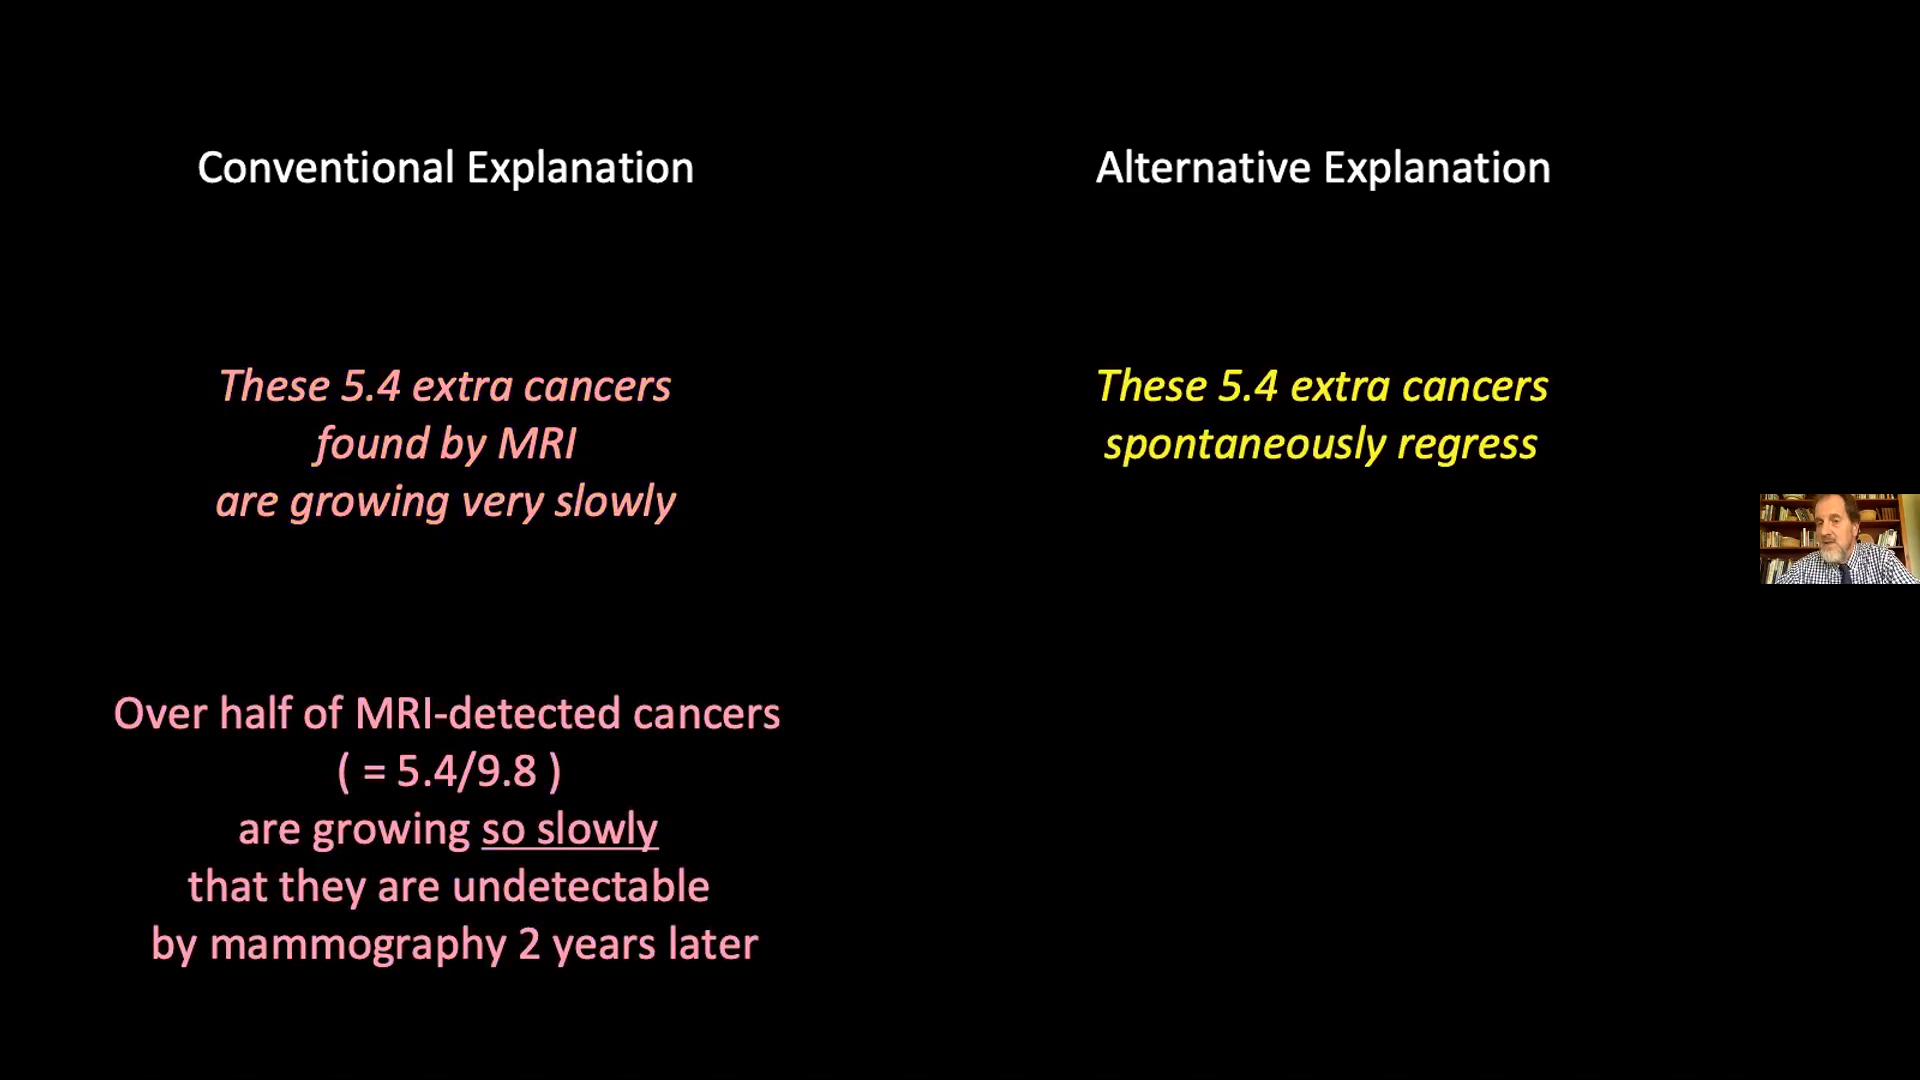 Conventional Explanation
These 5.4 extra cancers
found by MRI
are growing very slowly
Over half of MRI-detected cancers
( = 5.4/9.8 )
are growing so slowly
that they are undetectable
by mammography 2 years later
Alternative Explanation
These 5.4 extra cancers
spontaneously regress